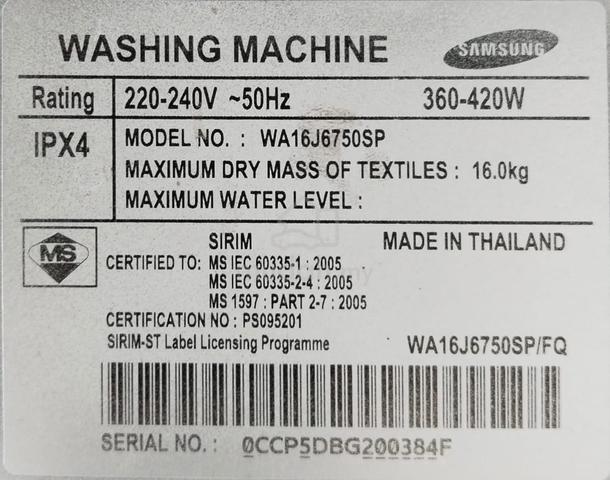 WASHING MACHINE SAMSUNG
Rating 220-240V ~50Hz 360-420W
IPX4 MODEL NO. : WA16J6750SP
MAXIMUM DRY MASS OF TEXTILES : 16.0kg
MAXIMUM WATER LEVEL :
MS
SIRIM MADE IN THAILAND
CERTIFIED TO: MS IEC 60335-1 : 2005
MS IEC 60335-2-4 : 2005
MS 1597 : PART 2-7 : 2005
CERTIFICATION NO : PS095201
SIRIM-ST Label Licensing Programme WA16J6750SP/FQ
SERIAL NO. : 0CCP5DBG200384F